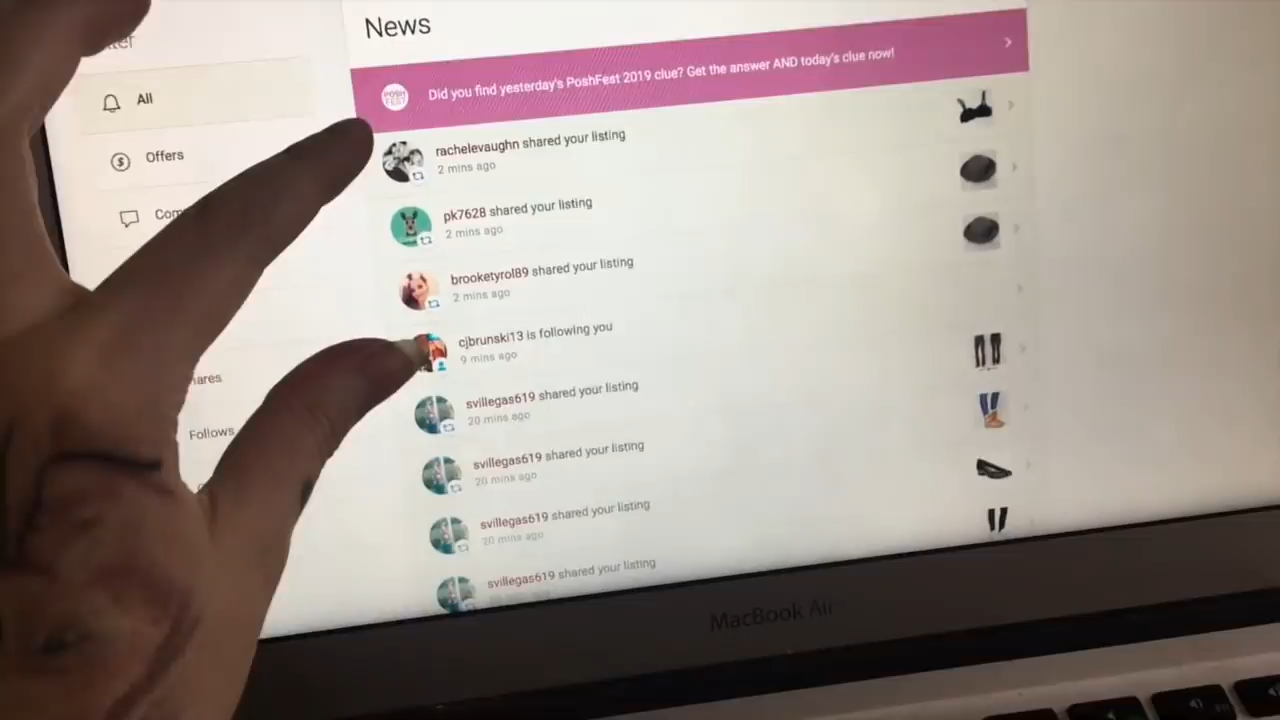 News
All
Offers
Follows
POSH
FEST
Did you find yesterday's PoshFest 2019 clue? Get the answer AND today's clue now!
rachelevaughn shared your listing
2 mins ago
pk7628 shared your listing
2 mins ago
brooketyrol89 shared your listing
2 mins ago
cjbrunski13 is following you
9 mins ago
svillegas619 shared your listing
20 mins ago
svillegas619 shared your listing
20 mins ago
svillegas619 shared your listing
20 mins ago
svillegas619 shared your listing
MacBook Air